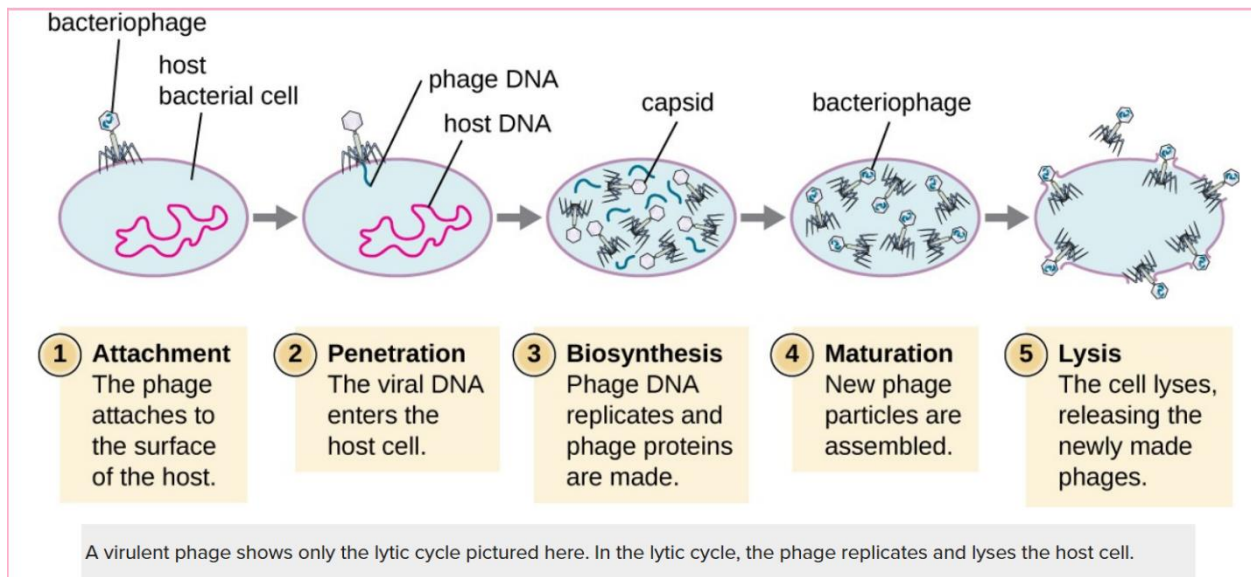 bacteriophage
host
bacterial cell
phage DNA
host DNA
capsid
bacteriophage
1 Attachment
The phage
attaches to
the surface
of the host.
2 Penetration
The viral DNA
enters the
host cell.
3 Biosynthesis
Phage DNA
replicates and
phage proteins
are made.
4 Maturation
New phage
particles are
assembled.
5 Lysis
The cell lyses,
releasing the
newly made
phages.
A virulent phage shows only the lytic cycle pictured here. In the lytic cycle, the phage replicates and lyses the host cell.